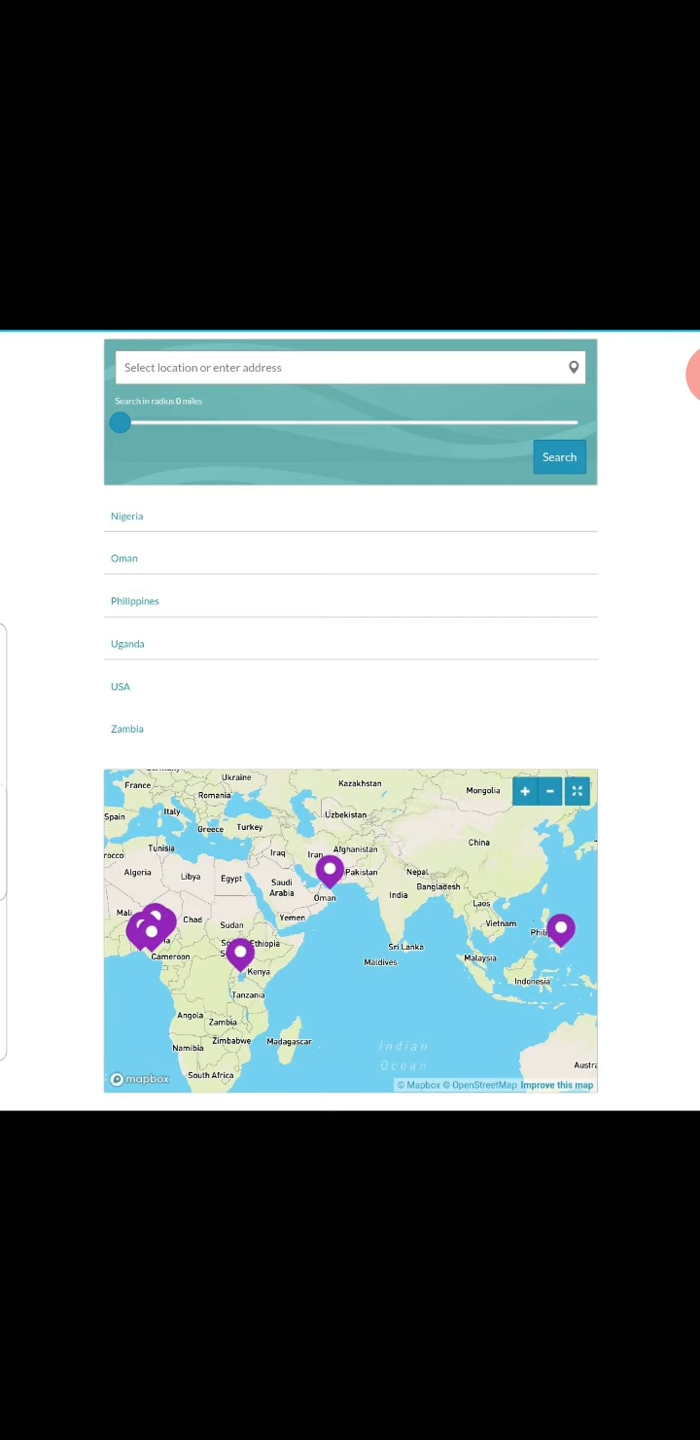 Select location or enter address
Search in radius 0 miles
Search
Nigeria
Oman
Philippines
Uganda
USA
Zambia
Ukraine
Kazakhstan
Mongolia
France
Romania
Uzbekistan
Spain
Italy
Greece
Turkey
China
Tunisia
Iraq
Iran
Afghanistan
Algeria
Libya
Egypt
Saudi
Arabia
Pakistan
Nepal
Bangladesh
India
Oman
Laos
Mali
Chad
Sudan
Yemen
Vietnam
Cameroon
Ethiopia
Sri Lanka
Maldives
Malaysia
Kenya
Indonesia
Tanzania
Angola
Zambia
Zimbabwe
Madagascar
Namibia
Indian
Ocean
South Africa
mapbox
© Mapbox © OpenStreetMap Improve this map